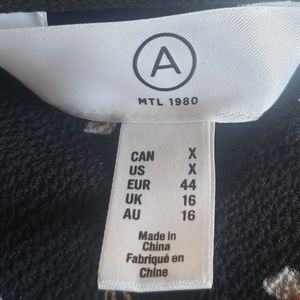 A
MTL 1980
CAN X
US X
EUR 44
UK 16
AU 16
Made in
China
Fabriqué en
Chine